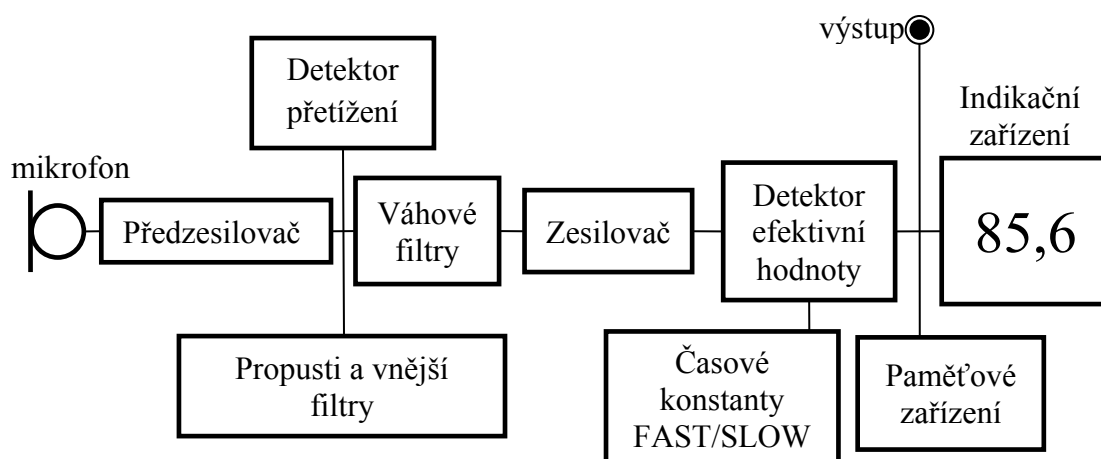 výstup
Detektor
přetížení
Indikační
zařízení
mikrofon
Předzesilovač
Váhové
filtry
Zesilovač
Detektor
efektivní
hodnoty
85,6
Propusti a vnější
filtry
Časové
konstanty
FAST/SLOW
Paměťové
zařízení